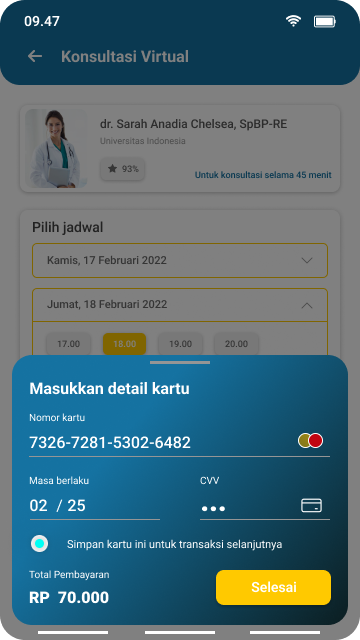 09.47
Konsultasi Virtual
dr. Sarah Anadia Chelsea, SpBP-RE
Universitas Indonesia
93%
Untuk konsultasi selama 45 menit
Pilih jadwal
Kamis, 17 Februari 2022
Jumat, 18 Februari 2022
17.00 18.00 19.00 20.00
Masukkan detail kartu
Nomor kartu
7326-7281-5302-6482
Masa berlaku CVV
02 / 25 •••
Simpan kartu ini untuk transaksi selanjutnya
Total Pembayaran
RP 70.000
Selesai